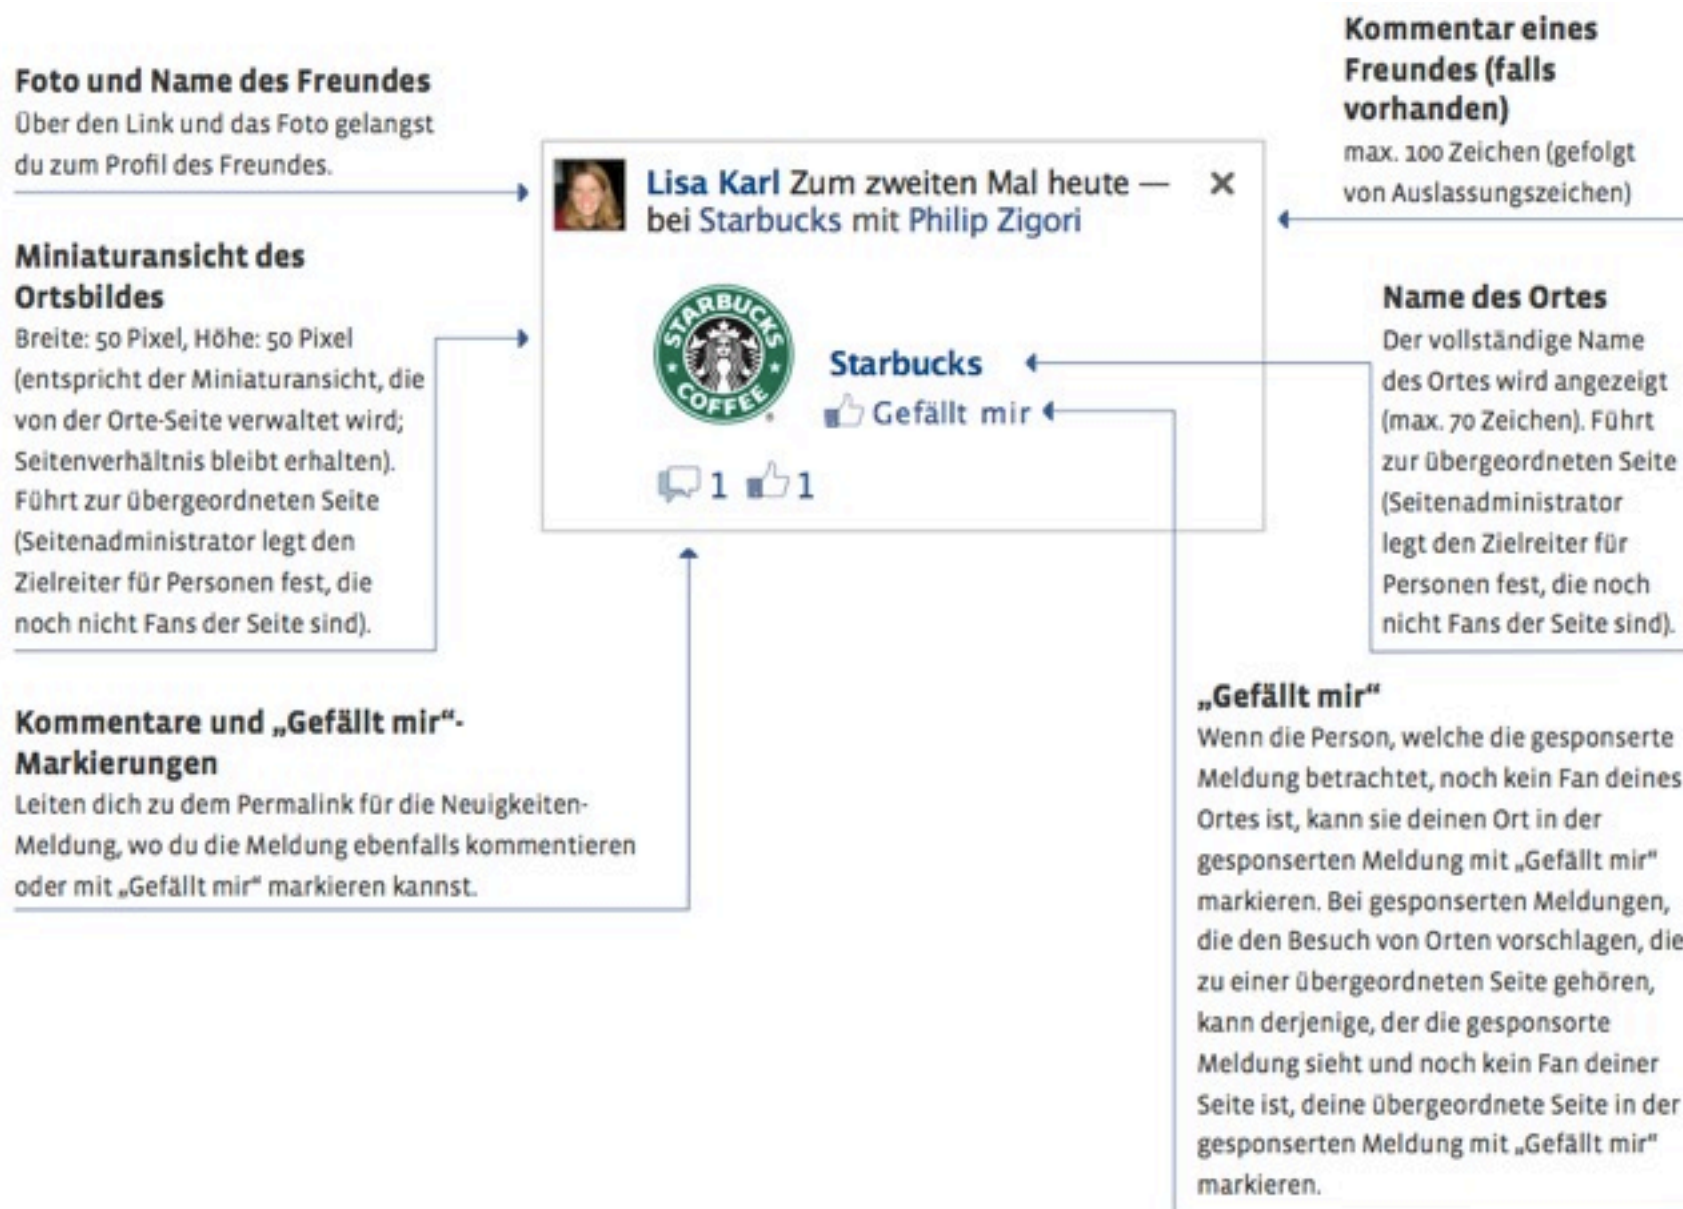 Foto und Name des Freundes
Über den Link und das Foto gelangst
du zum Profil des Freundes.
Miniaturansicht des
Ortsbildes
Breite: 50 Pixel, Höhe: 50 Pixel
(entspricht der Miniaturansicht, die
von der Orte-Seite verwaltet wird;
Seitenverhältnis bleibt erhalten).
Führt zur übergeordneten Seite
(Seitenadministrator legt den
Zielreiter für Personen fest, die
noch nicht Fans der Seite sind).
Kommentare und „Gefällt mir“-
Markierungen
Leiten dich zu dem Permalink für die Neuigkeiten-
Meldung, wo du die Meldung ebenfalls kommentieren
oder mit „Gefällt mir“ markieren kannst.
Lisa Karl Zum zweiten Mal heute —
bei Starbucks mit Philip Zigori
STARBUCKS
COFFEE
Starbucks
Gefällt mir
1 1
Kommentar eines
Freundes (falls
vorhanden)
max. 100 Zeichen (gefolgt
von Auslassungszeichen)
Name des Ortes
Der vollständige Name
des Ortes wird angezeigt
(max. 70 Zeichen). Führt
zur übergeordneten Seite
(Seitenadministrator
legt den Zielreiter für
Personen fest, die noch
nicht Fans der Seite sind).
„Gefällt mir“
Wenn die Person, welche die gesponserte
Meldung betrachtet, noch kein Fan deines
Ortes ist, kann sie deinen Ort in der
gesponserten Meldung mit „Gefällt mir“
markieren. Bei gesponserten Meldungen,
die den Besuch von Orten vorschlagen, die
zu einer übergeordneten Seite gehören,
kann derjenige, der die gesponsorte
Meldung sieht und noch kein Fan deiner
Seite ist, deine übergeordnete Seite in der
gesponserten Meldung mit „Gefällt mir“
markieren.